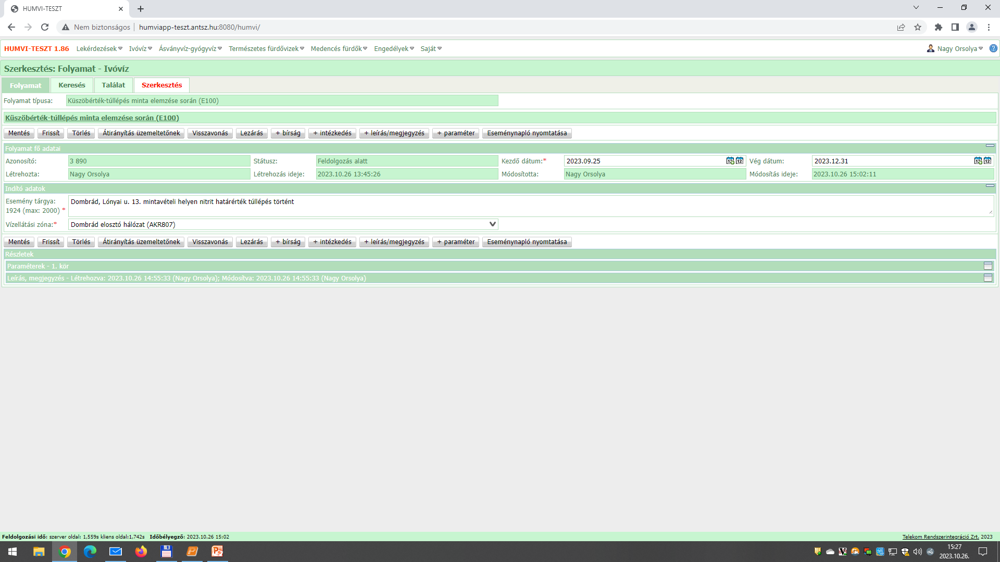 HUMVI-TESZT
Nem biztonságos humviapp-teszt.antsz.hu:8080/humvi/
HUMVI-TESZT 1.86 Lekérdezések Ivóvíz Ásványvíz-gyógyvíz Természetes fürdővizek Medencés fürdők Engedélyek Saját Nagy Orsolya ?
Szerkesztés: Folyamat - Ivóvíz
Folyamat Keresés Találat Szerkesztés
Folyamat típusa: Küszöbérték-túllépés minta elemzése során (E100)
Küszöbérték-túllépés minta elemzése során (E100)
Mentés Frissít Törlés Átirányítás üzemeltetőnek Visszavonás Lezárás + bírság + intézkedés + leírás/megjegyzés + paraméter Eseménynapló nyomtatása
Folyamat fő adatai
Azonosító: 3 890 Státusz: Feldolgozás alatt Kezdő dátum:* 2023.09.25 12 12 Vég dátum: 2023.12.31 12 12
Létrehozta: Nagy Orsolya Létrehozás ideje: 2023.10.26 13:45:26 Módosította: Nagy Orsolya Módosítás ideje: 2023.10.26 15:02:11
Indító adatok
Esemény tárgya: Dombrád, Lónyai u. 13. mintavételi helyen nitrit határérték túllépés történt
1924 (max: 2000) *
Vízellátási zóna:* Dombrád elosztó hálózat (AKR807)
Mentés Frissít Törlés Átirányítás üzemeltetőnek Visszavonás Lezárás + bírság + intézkedés + leírás/megjegyzés + paraméter Eseménynapló nyomtatása
Részletek
Paraméterek - 1. kör
Leírás, megjegyzés - Létrehozva: 2023.10.26 14:55:33 (Nagy Orsolya); Módosítva: 2023.10.26 14:55:33 (Nagy Orsolya)
Feldolgozási idő: szerver oldal: 1,559s kliens oldal:1,742s Időbélyegző: 2023.10.26 15:02 Telekom Rendszerintegráció Zrt. 2023
15:27
2023.10.26.